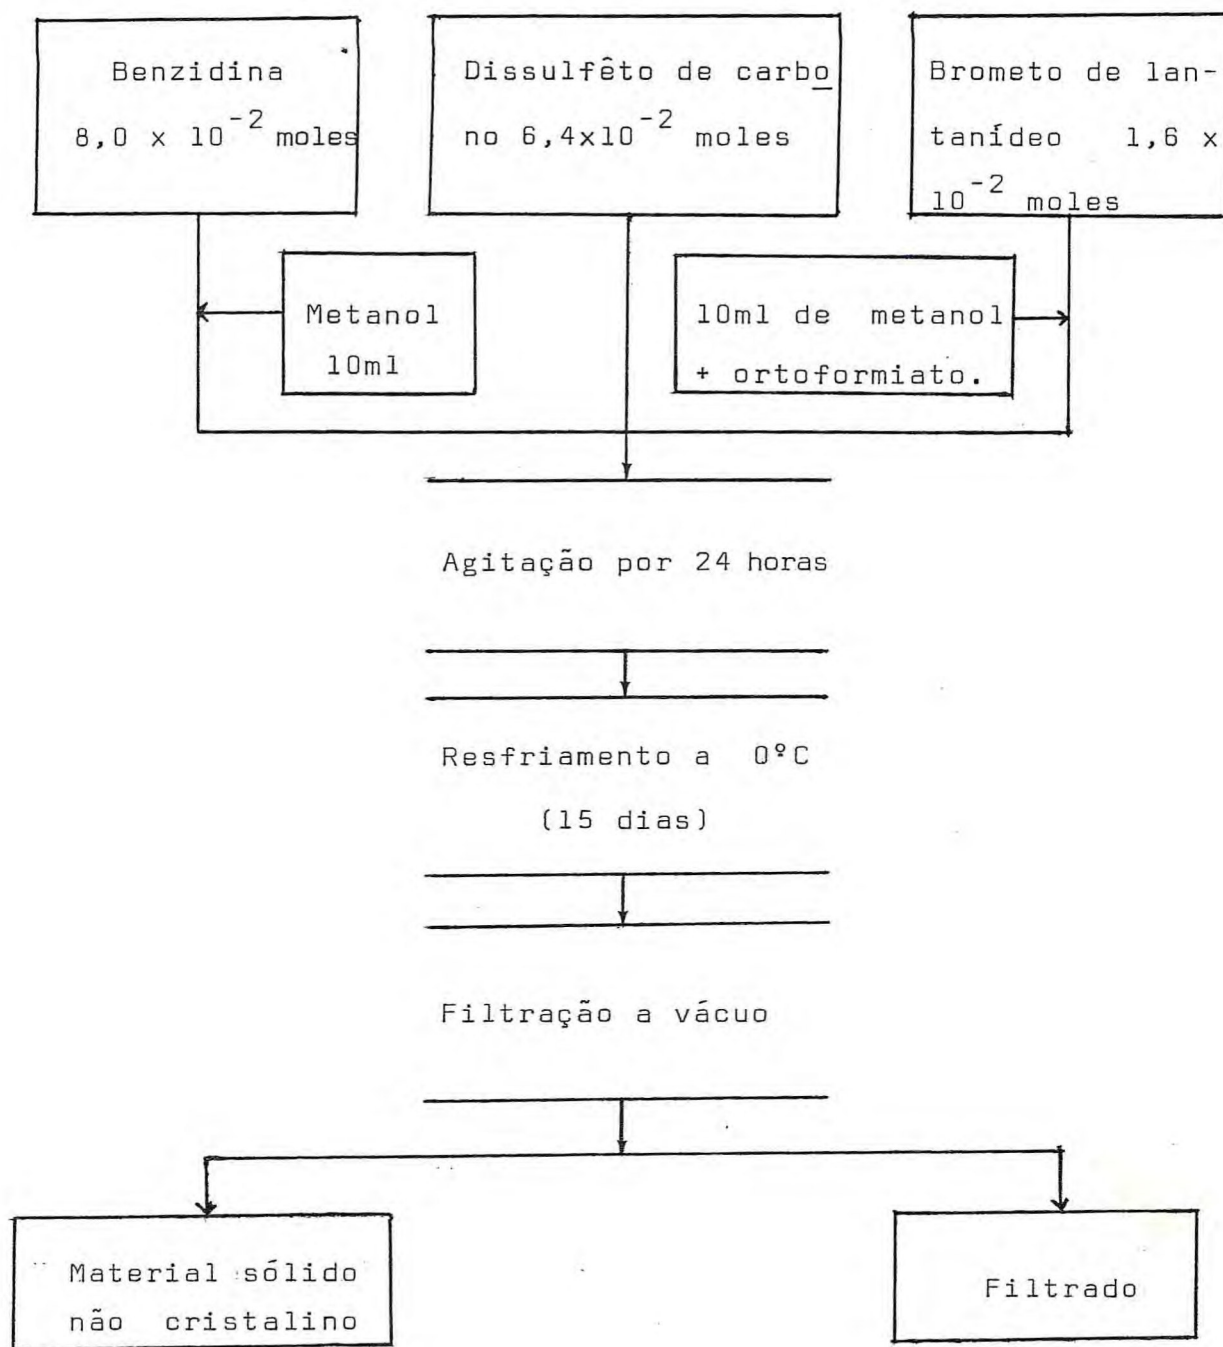 Benzidina
8,0 x 10⁻² moles
Dissulfêto de carbo
no 6,4x10⁻² moles
Brometo de lan-
tanídeo 1,6 x
10⁻² moles
Metanol
10ml
10ml de metanol
+ ortoformiato.
Agitação por 24 horas
Resfriamento a 0ºC
(15 dias)
Filtração a vácuo
Material sólido
não cristalino
Filtrado